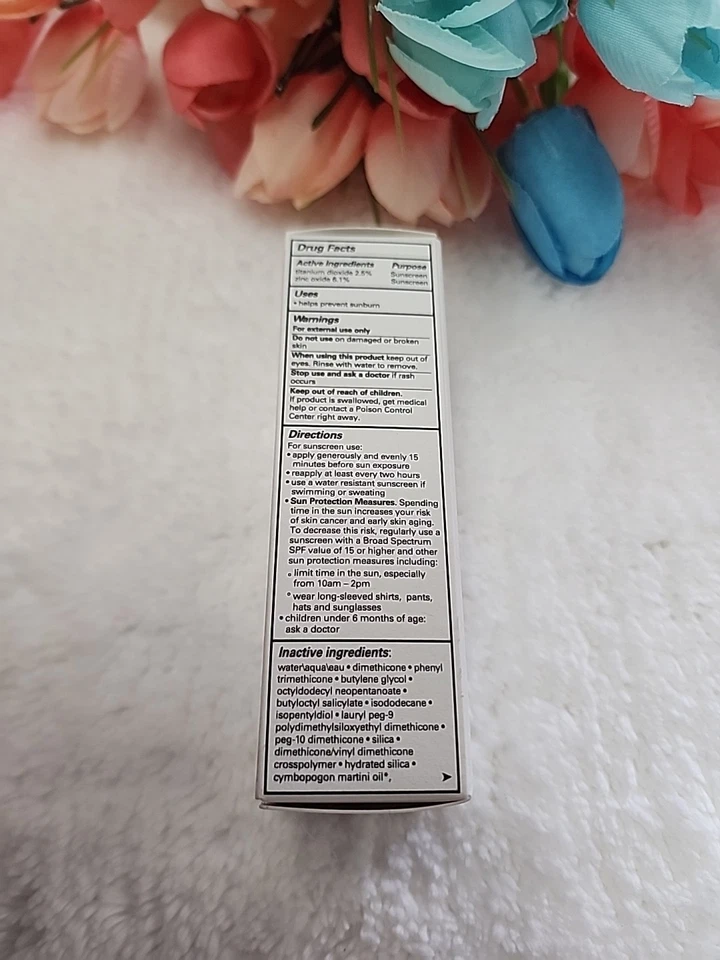 Drug Facts
Active Ingredients Purpose
titanium dioxide 2.5% Sunscreen
zinc oxide 6.1% Sunscreen
Uses
• helps prevent sunburn
Warnings
For external use only
Do not use on damaged or broken
skin
When using this product keep out of
eyes. Rinse with water to remove.
Stop use and ask a doctor if rash
occurs
Keep out of reach of children.
If product is swallowed, get medical
help or contact a Poison Control
Center right away.
Directions
For sunscreen use:
• apply generously and evenly 15
minutes before sun exposure
• reapply at least every two hours
• use a water resistant sunscreen if
swimming or sweating
• Sun Protection Measures. Spending
time in the sun increases your risk
of skin cancer and early skin aging.
To decrease this risk, regularly use a
sunscreen with a Broad Spectrum
SPF value of 15 or higher and other
sun protection measures including:
° limit time in the sun, especially
from 10am – 2pm
° wear long-sleeved shirts, pants,
hats and sunglasses
• children under 6 months of age:
ask a doctor
Inactive ingredients:
water\aqua\eau • dimethicone • phenyl
trimethicone • butylene glycol •
octyldodecyl neopentanoate •
butyloctyl salicylate • isododecane •
isopentyldiol • lauryl peg-9
polydimethylsiloxyethyl dimethicone •
peg-10 dimethicone • silica •
dimethicone/vinyl dimethicone
crosspolymer • hydrated silica •
cymbopogon martini oil*,